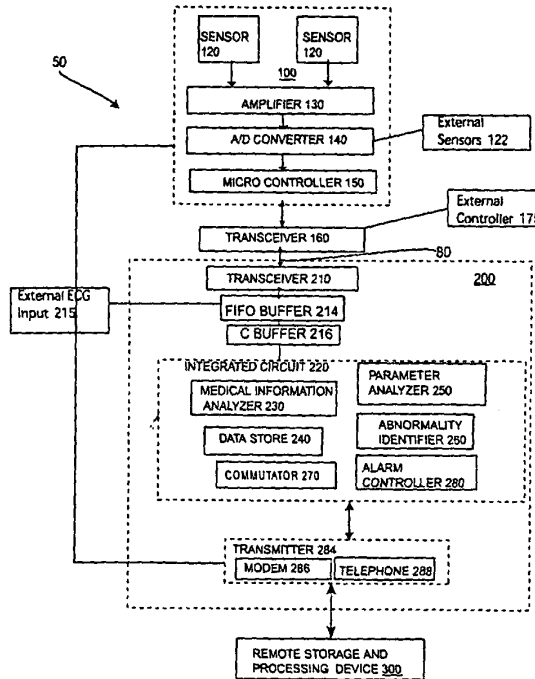 50
SENSOR
120
SENSOR
120
100
AMPLIFIER 130
A/D CONVERTER 140
External
Sensors 122
MICRO CONTROLLER 150
External
Controller 175
TRANSCEIVER 160
80
TRANSCEIVER 210
200
External ECG
Input 215
FIFO BUFFER 214
C BUFFER 216
INTEGRATED CIRCUIT 220
MEDICAL INFORMATION
ANALYZER 230
PARAMETER
ANALYZER 250
DATA STORE 240
ABNORMALITY
IDENTIFIER 260
COMMUTATOR 270
ALARM
CONTROLLER 280
TRANSMITTER 284
MODEM 286
TELEPHONE 288
REMOTE STORAGE AND
PROCESSING DEVICE 300